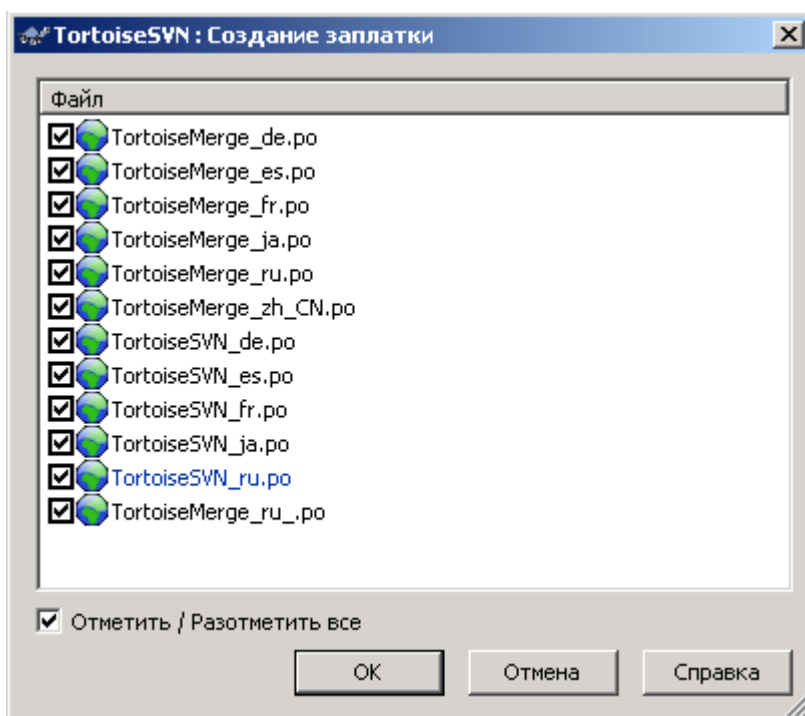 TortoiseSVN : Создание заплатки
Файл
TortoiseMerge_de.po
TortoiseMerge_es.po
TortoiseMerge_fr.po
TortoiseMerge_ja.po
TortoiseMerge_ru.po
TortoiseMerge_zh_CN.po
TortoiseSVN_de.po
TortoiseSVN_es.po
TortoiseSVN_fr.po
TortoiseSVN_ja.po
TortoiseSVN_ru.po
TortoiseMerge_ru_.po
Отметить / Разотметить все
OK Отмена Справка